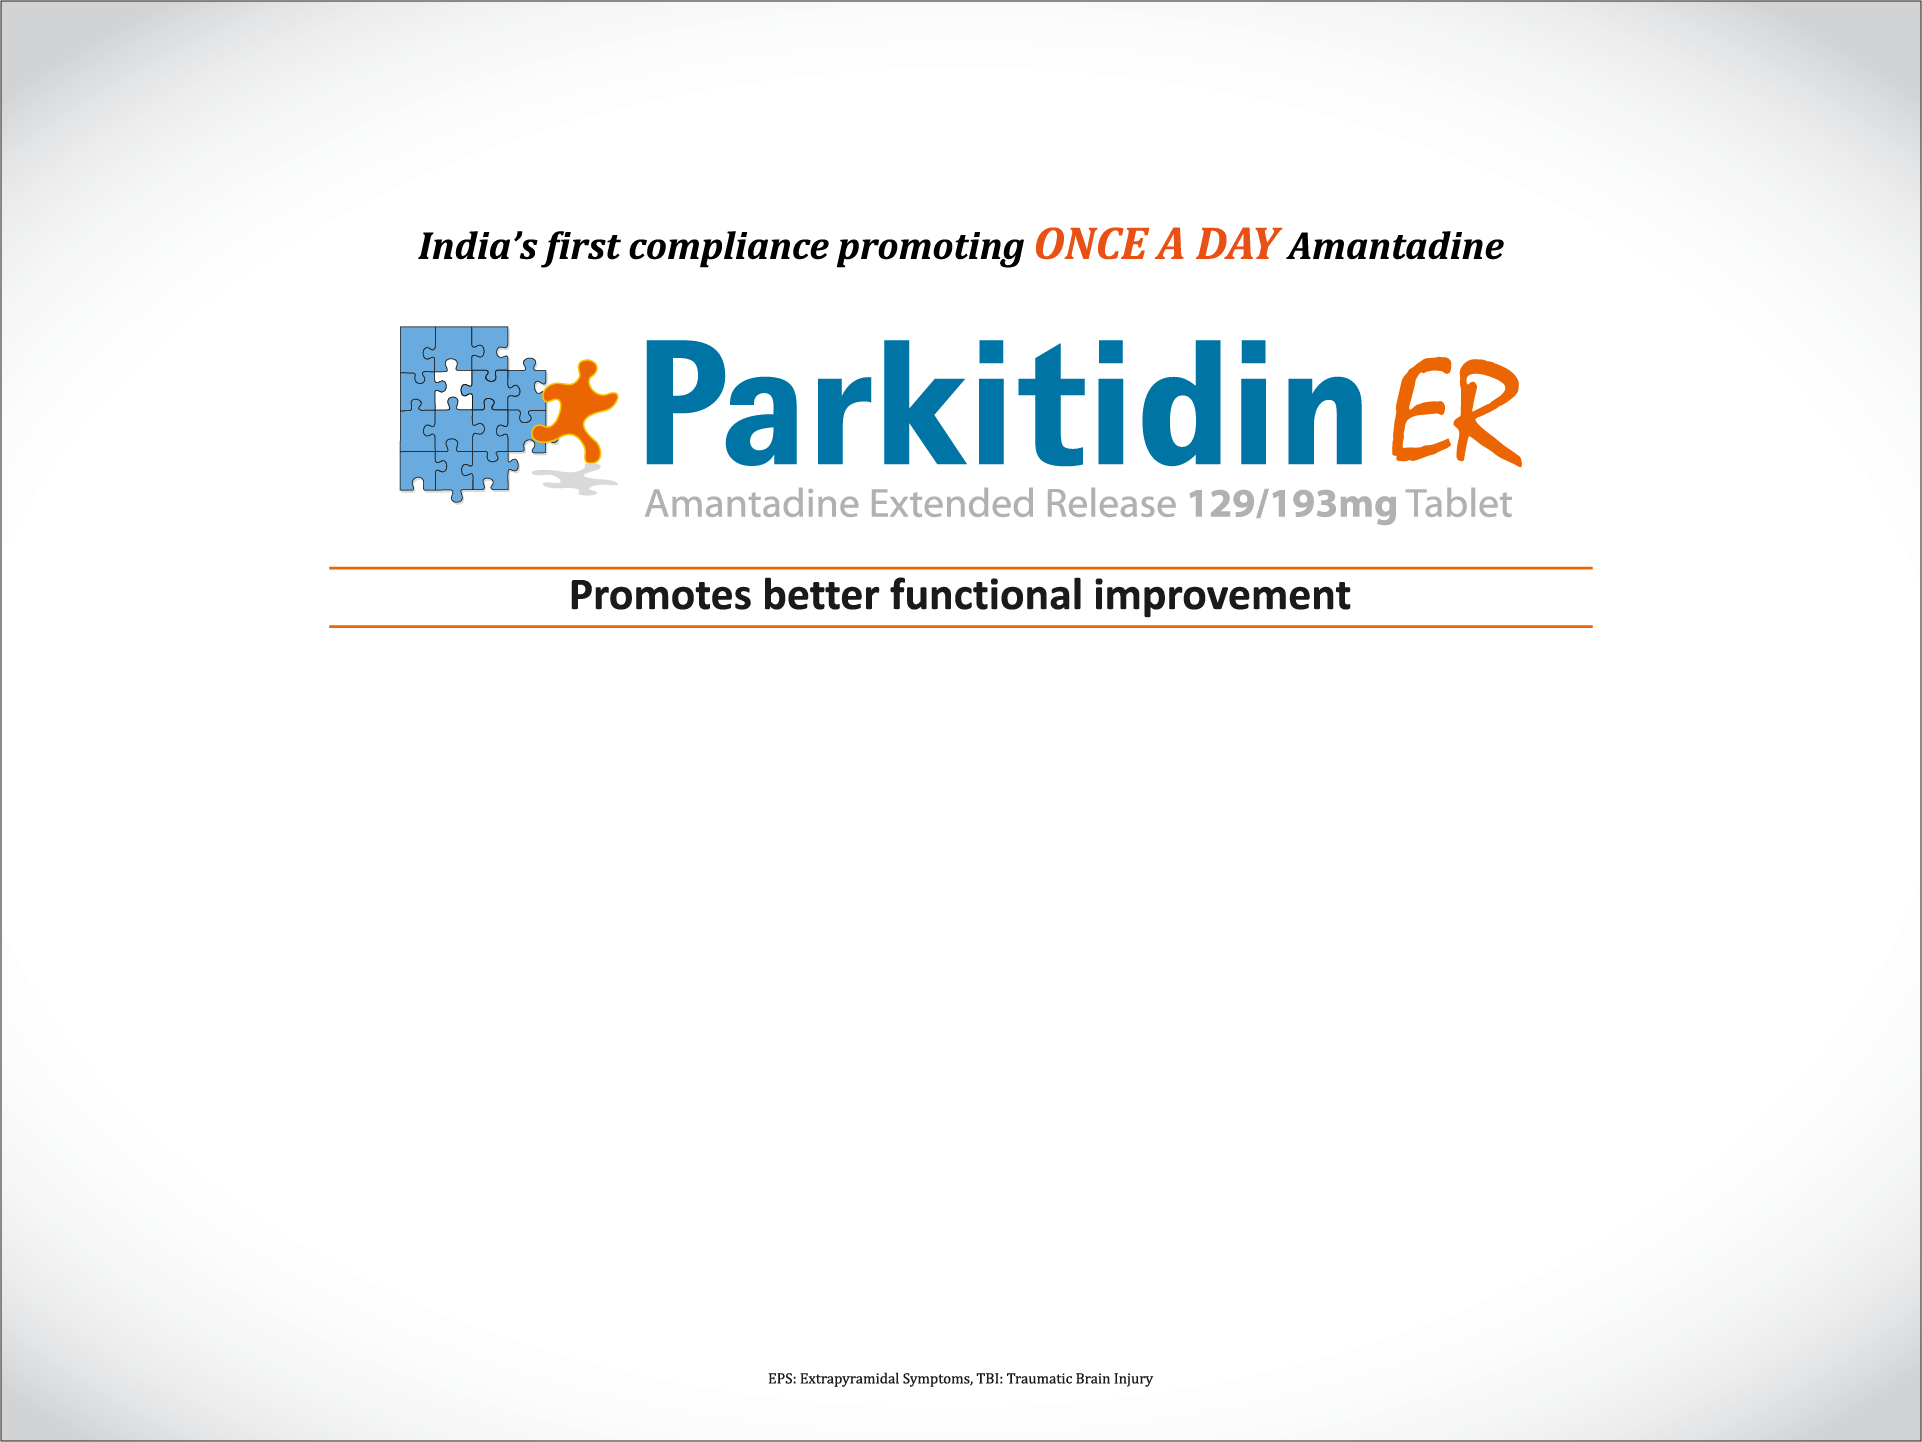 India’s first compliance promoting ONCE A DAY Amantadine
Parkitidin ER
Amantadine Extended Release 129/193mg Tablet
Promotes better functional improvement
EPS: Extrapyramidal Symptoms, TBI: Traumatic Brain Injury